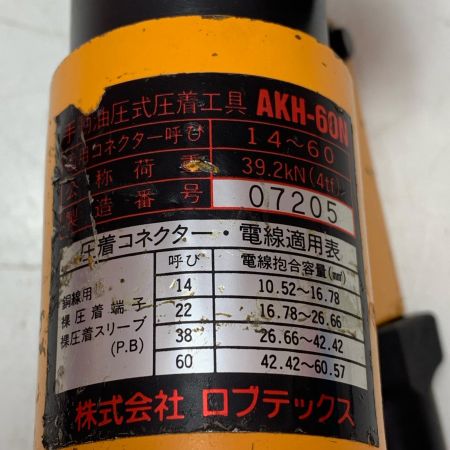 手動油圧式圧着工具 AKH-60N
使用コネクター呼び 14～60
公称荷重 39.2kN(4tf)
製造番号 07205
圧着コネクター・電線適用表
呼び 電線抱合容量(㎟)
銅線用
裸圧着端子
裸圧着スリーブ
(P.B)
14 10.52～16.78
22 16.78～26.66
38 26.66～42.42
60 42.42～60.57
株式会社 ロブテックス